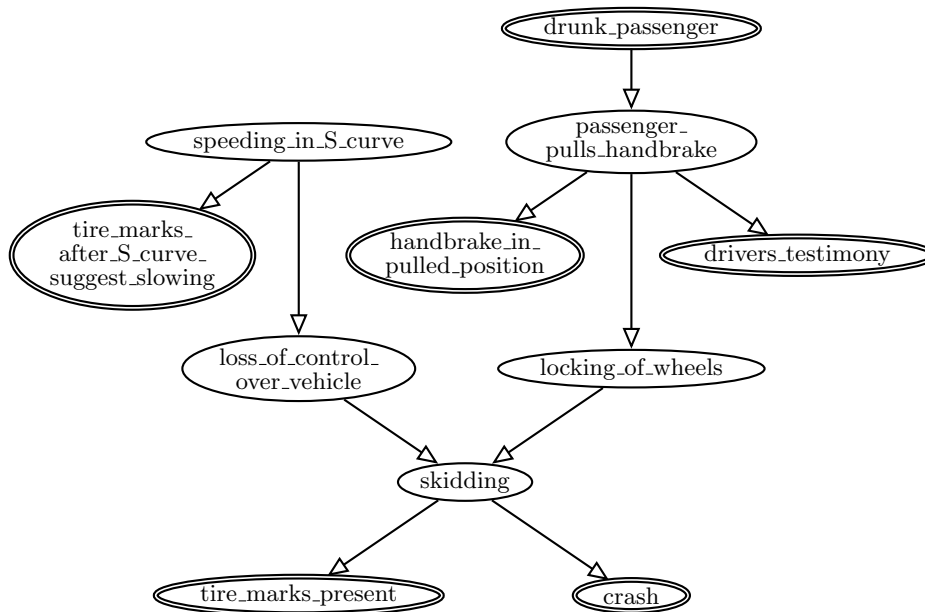 drunk_passenger
speeding_in_S_curve
passenger_
pulls_handbrake
tire_marks_
after_S_curve_
suggest_slowing
handbrake_in_
pulled_position
drivers_testimony
loss_of_control_
over_vehicle
locking_of_wheels
skidding
tire_marks_present
crash